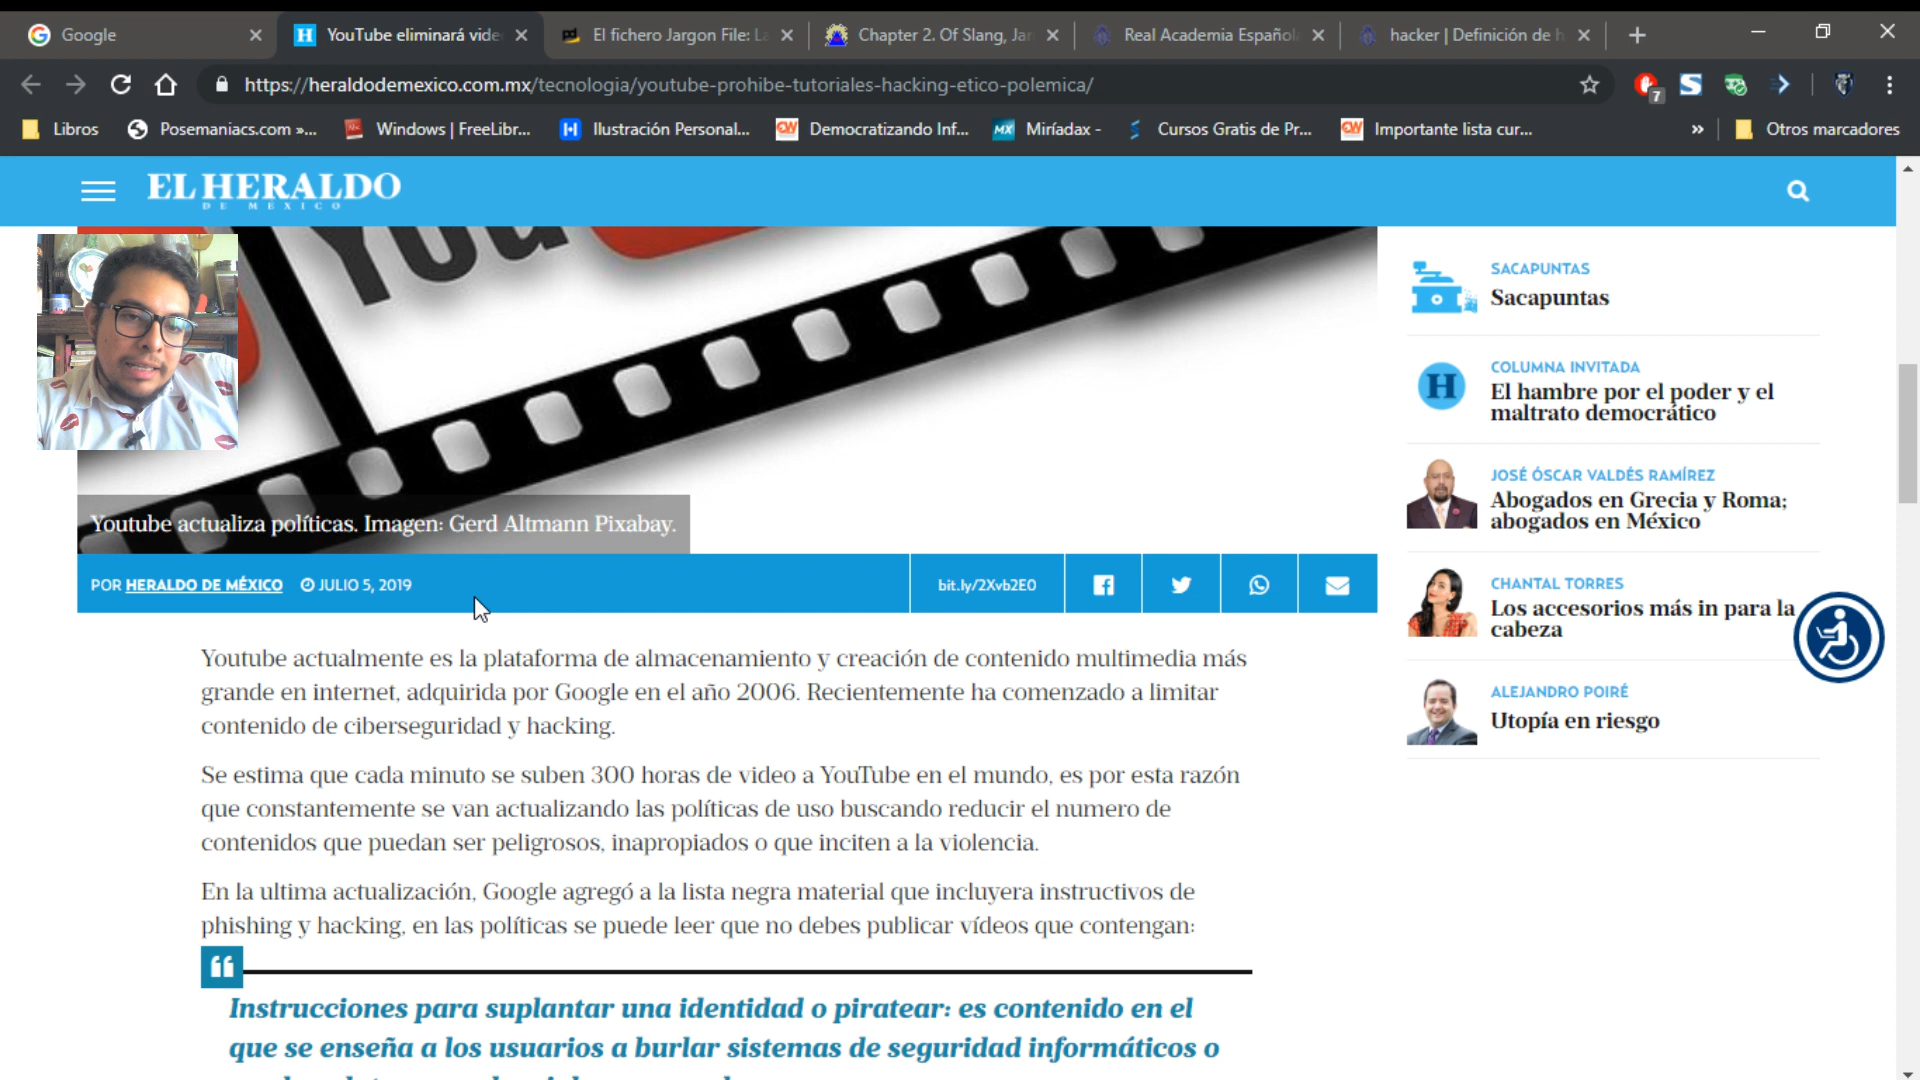 Google
YouTube eliminará vide
El fichero Jargon File: La
Chapter 2. Of Slang, Jar
Real Academia Español
hacker | Definición de h
https://heraldodemexico.com.mx/tecnologia/youtube-prohibe-tutoriales-hacking-etico-polemica/
7
Libros
Posemaniacs.com »...
Windows | FreeLibr...
Ilustración Personal...
Democratizando Inf...
Miríadax -
Cursos Gratis de Pr...
Importante lista cur...
»
Otros marcadores
EL HERALDO
DE MEXICO
You
Youtube actualiza políticas. Imagen: Gerd Altmann Pixabay.
POR HERALDO DE MÉXICO JULIO 5, 2019
bit.ly/2Xvb2E0
Youtube actualmente es la plataforma de almacenamiento y creación de contenido multimedia más
grande en internet, adquirida por Google en el año 2006. Recientemente ha comenzado a limitar
contenido de ciberseguridad y hacking.
Se estima que cada minuto se suben 300 horas de video a YouTube en el mundo, es por esta razón
que constantemente se van actualizando las políticas de uso buscando reducir el numero de
contenidos que puedan ser peligrosos, inapropiados o que inciten a la violencia.
En la ultima actualización, Google agregó a la lista negra material que incluyera instructivos de
phishing y hacking, en las políticas se puede leer que no debes publicar vídeos que contengan:
Instrucciones para suplantar una identidad o piratear: es contenido en el
que se enseña a los usuarios a burlar sistemas de seguridad informáticos o
SACAPUNTAS
Sacapuntas
COLUMNA INVITADA
El hambre por el poder y el
maltrato democrático
JOSÉ ÓSCAR VALDÉS RAMÍREZ
Abogados en Grecia y Roma;
abogados en México
CHANTAL TORRES
Los accesorios más in para la
cabeza
ALEJANDRO POIRÉ
Utopía en riesgo